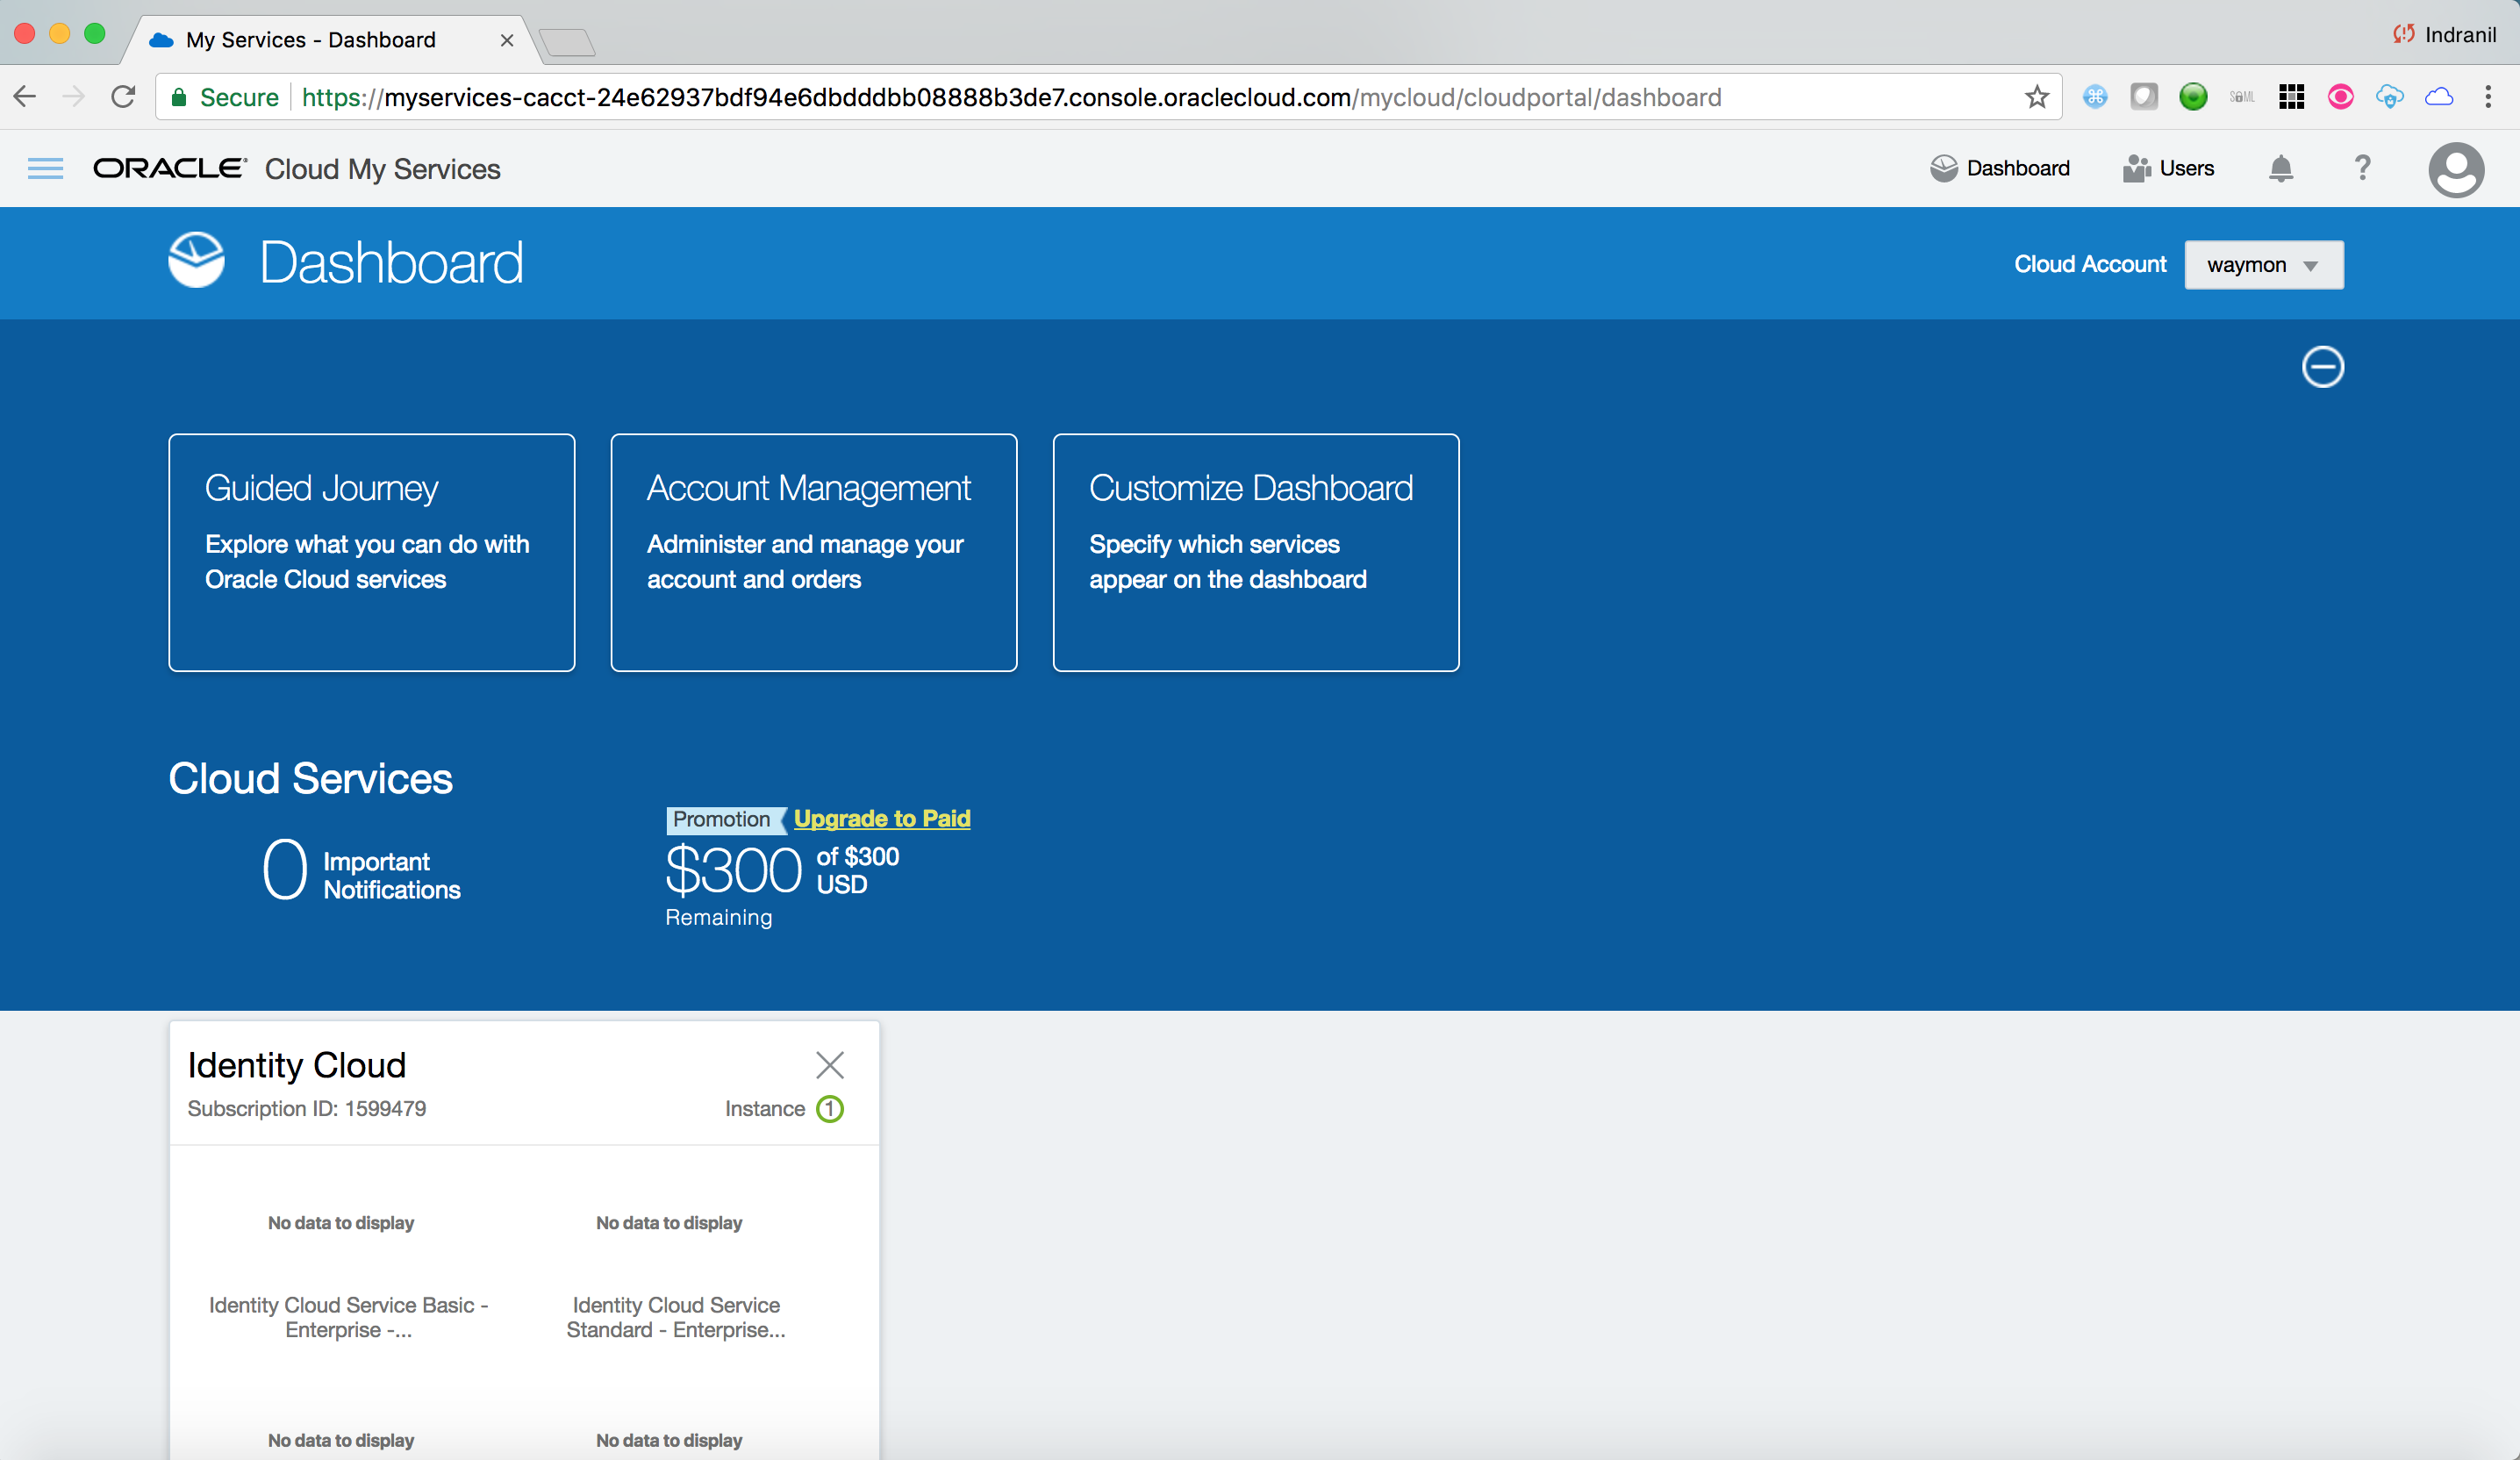 My Services - Dashboard
Indranil
Secure https://myservices-cacct-24e62937bdf94e6dbdddbb08888b3de7.console.oraclecloud.com/mycloud/cloudportal/dashboard
SAML
ORACLE® Cloud My Services
Dashboard
Users
?
Dashboard
Cloud Account
waymon
Guided Journey
Explore what you can do with
Oracle Cloud services
Account Management
Administer and manage your
account and orders
Customize Dashboard
Specify which services
appear on the dashboard
Cloud Services
0 Important
Notifications
Promotion Upgrade to Paid
$300 of $300
USD
Remaining
Identity Cloud
Subscription ID: 1599479
Instance 1
No data to display
No data to display
Identity Cloud Service Basic -
Enterprise -...
Identity Cloud Service
Standard - Enterprise...
No data to display
No data to display